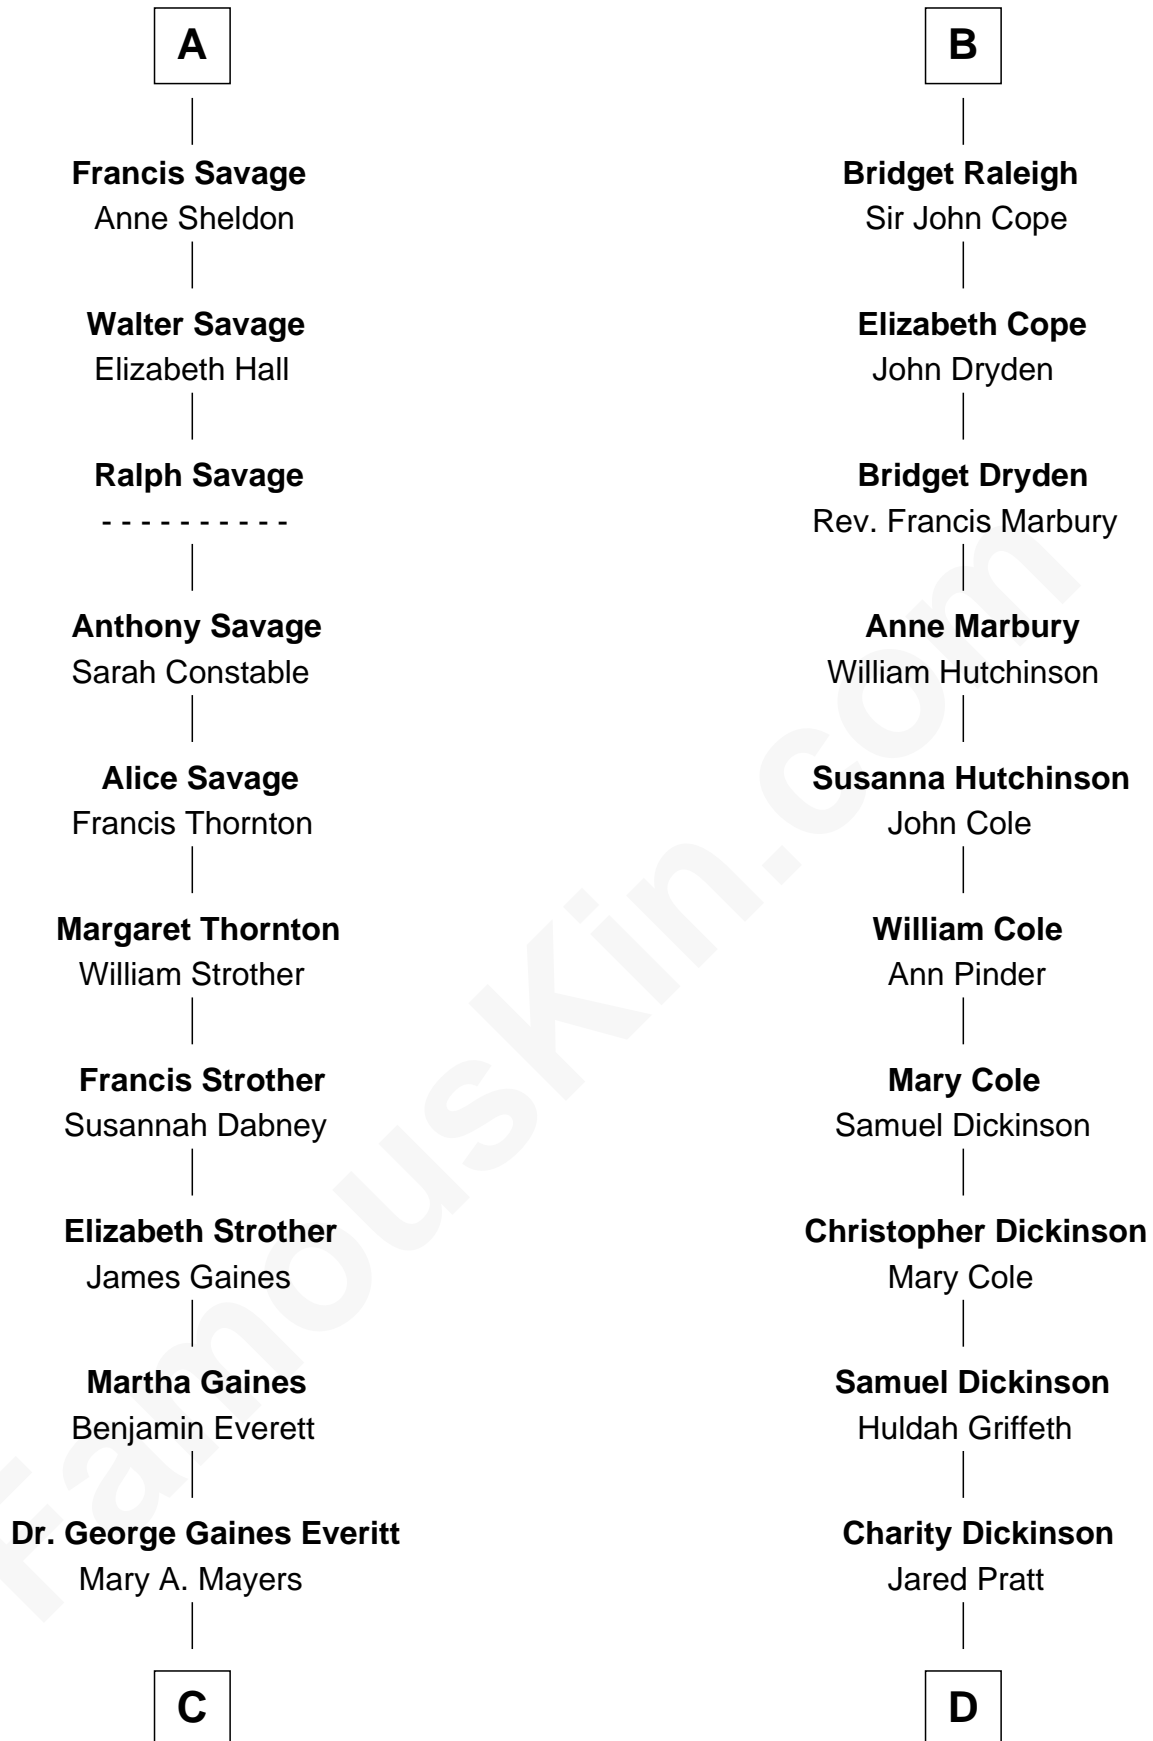 A
Francis Savage
Anne Sheldon
Walter Savage
Elizabeth Hall
Ralph Savage
- - - - - - - - - -
Anthony Savage
Sarah Constable
Alice Savage
Francis Thornton
Margaret Thornton
William Strother
Francis Strother
Susannah Dabney
Elizabeth Strother
James Gaines
Martha Gaines
Benjamin Everett
Dr. George Gaines Everitt
Mary A. Mayers
C
B
Bridget Raleigh
Sir John Cope
Elizabeth Cope
John Dryden
Bridget Dryden
Rev. Francis Marbury
Anne Marbury
William Hutchinson
Susanna Hutchinson
John Cole
William Cole
Ann Pinder
Mary Cole
Samuel Dickinson
Christopher Dickinson
Mary Cole
Samuel Dickinson
Huldah Griffeth
Charity Dickinson
Jared Pratt
D
FamousKin.com